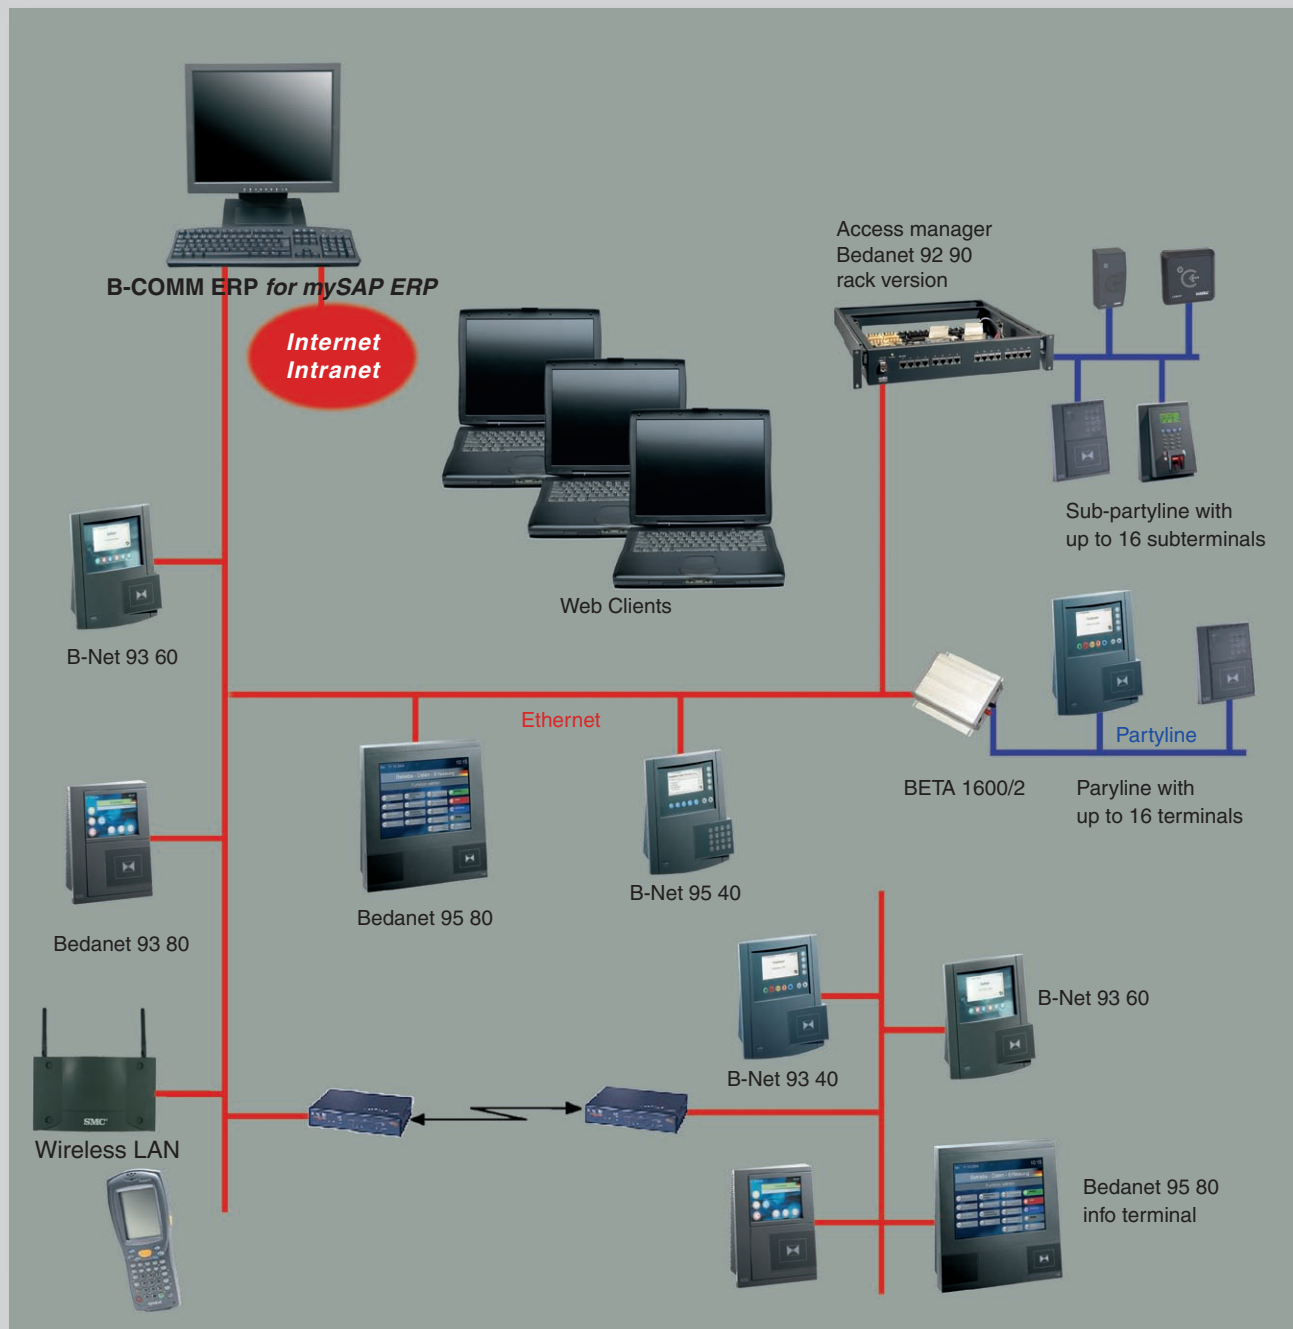 B-COMM ERP for mySAP ERP
Internet
Intranet
Access manager
Bedanet 92 90
rack version
Sub-partyline with
up to 16 subterminals
Web Clients
B-Net 93 60
Ethernet
Partyline
BETA 1600/2
Paryline with
up to 16 terminals
Bedanet 95 80
B-Net 95 40
Bedanet 93 80
B-Net 93 60
B-Net 93 40
SMC
Wireless LAN
Bedanet 95 80
info terminal